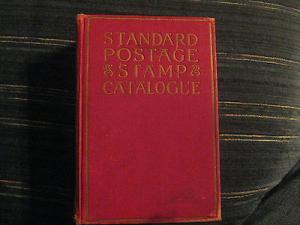 STANDARD
POSTAGE
& STAMP &
CATALOGUE